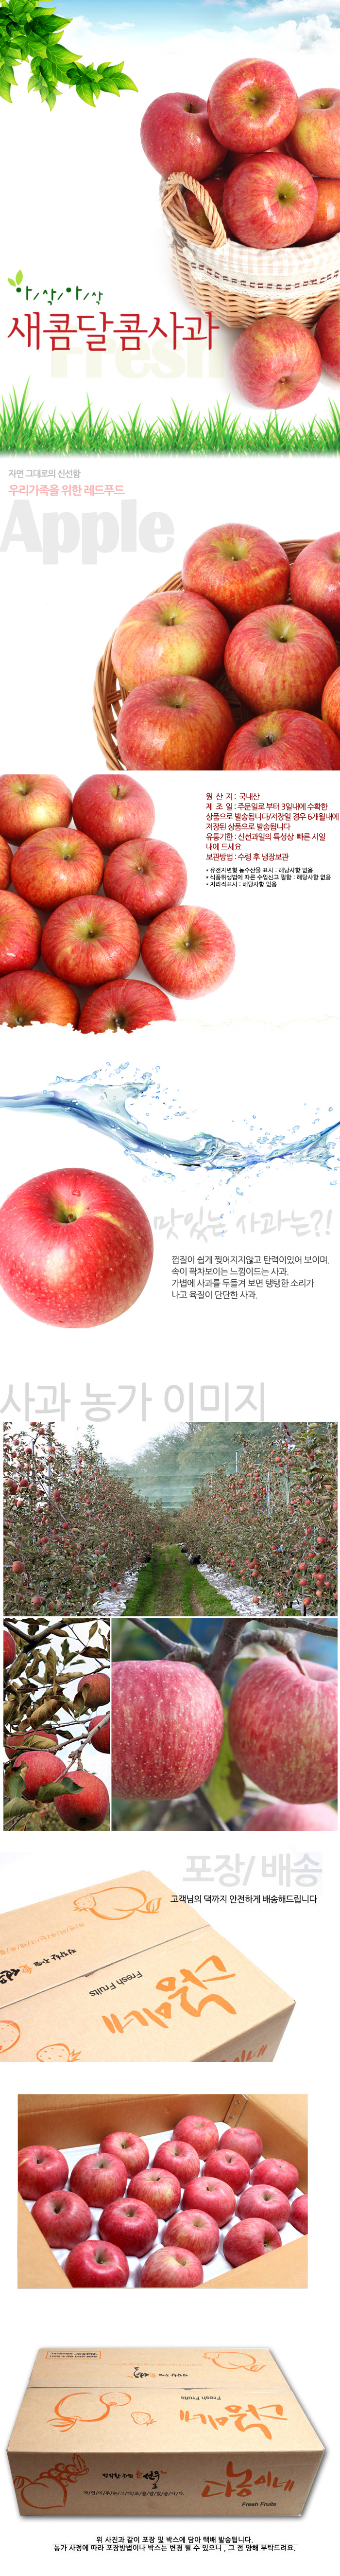 아삭아삭
새콤달콤사과
Fresh
자연 그대로의 신선함
우리가족을 위한 레드푸드
Apple
원 산 지 : 국내산
제 조 일 : 주문일로 부터 3일내에 수확한
상품으로 발송됩니다/저장일 경우 6개월내에
저장된 상품으로 발송됩니다
유통기한 : 신선과일의 특성상 빠른 시일
내에 드세요
보관방법 : 수령 후 냉장보관
* 유전자변형 농수산물 표시 : 해당사항 없음
* 식품위생법에 따른 수입신고 필함 : 해당사항 없음
* 지리적표시 : 해당사항 없음
맛있는 사과는?!
껍질이 쉽게 찢어지지않고 탄력이있어 보이며.
속이 꽉차보이는 느낌이드는 사과.
가볍에 사과를 두들겨 보면 탱탱한 소리가
나고 육질이 단단한 사과.
사과 농가 이미지
포장/ 배송
고객님의 댁까지 안전하게 배송해드립니다
Fresh Fruits
Fresh Fruits
Fresh Fruits
위 사진과 같이 포장 및 박스에 담아 택배 발송됩니다.
농가 사정에 따라 포장방법이나 박스는 변경 될 수 있으니 , 그 점 양해 부탁드려요.